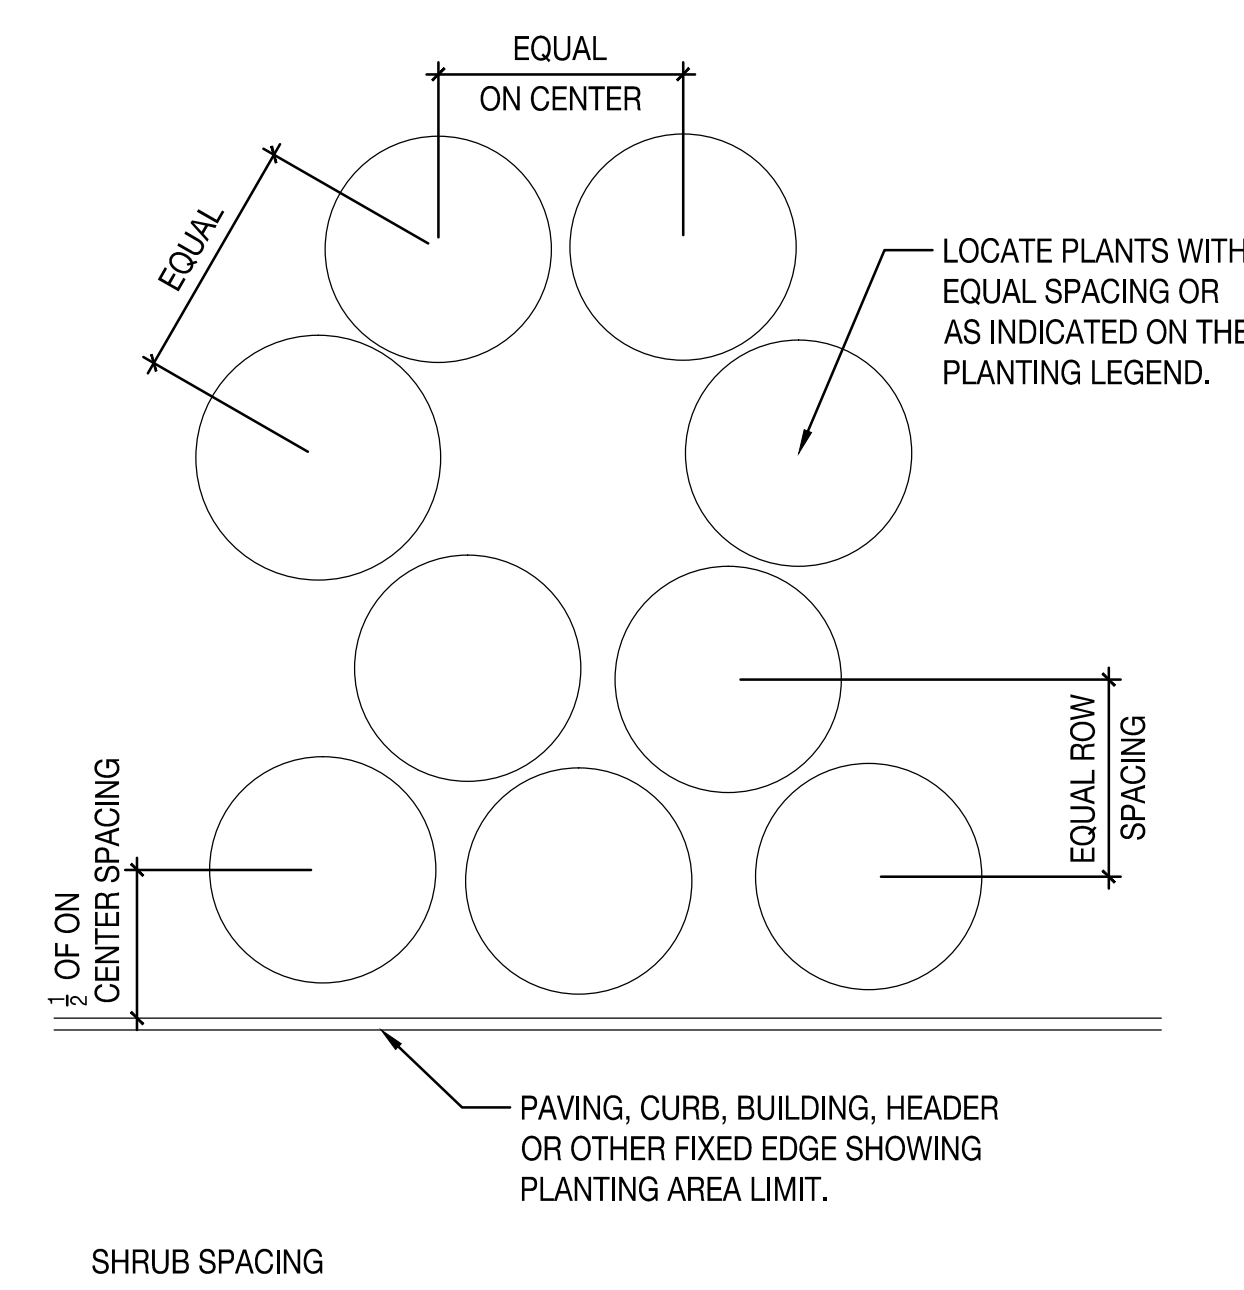 EQUAL
ON CENTER
EQUAL
LOCATE PLANTS WITH
EQUAL SPACING OR
AS INDICATED ON THE
PLANTING LEGEND.
EQUAL ROW
SPACING
½ OF ON
CENTER SPACING
PAVING, CURB, BUILDING, HEADER
OR OTHER FIXED EDGE SHOWING
PLANTING AREA LIMIT.
SHRUB SPACING